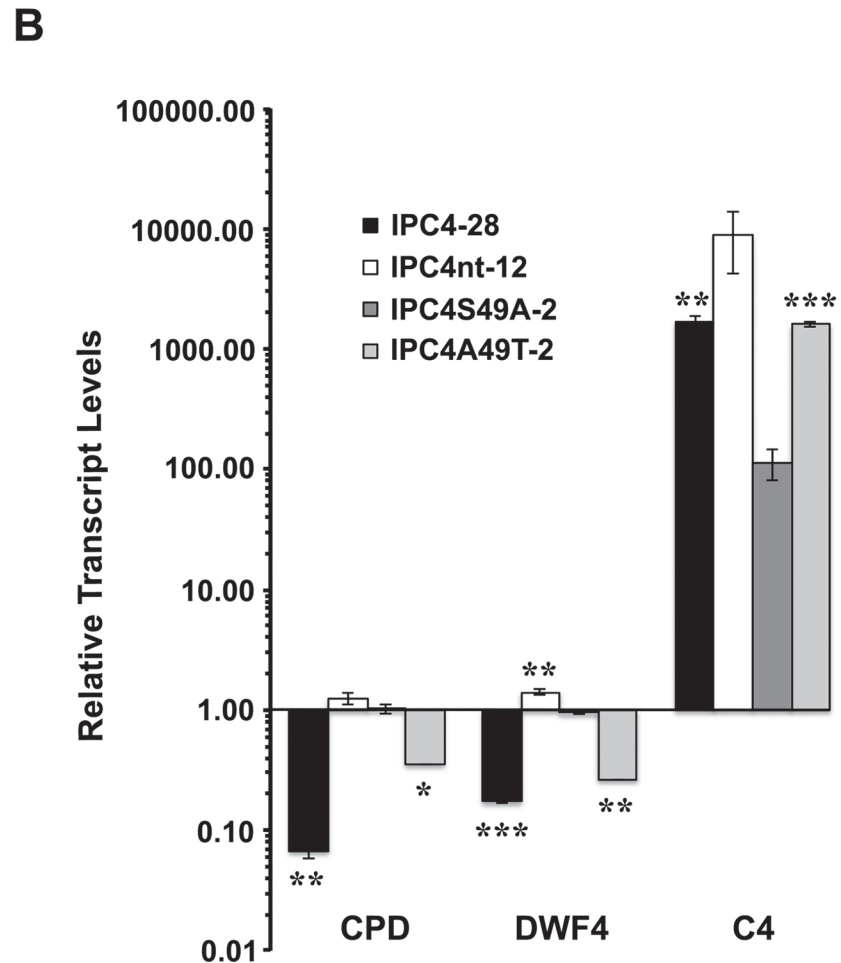 B
Relative Transcript Levels
100000.00
10000.00
1000.00
100.00
10.00
1.00
0.10
0.01
IPC4-28
IPC4nt-12
IPC4S49A-2
IPC4A49T-2
**
***
**
*
***
**
**
CPD
DWF4
C4